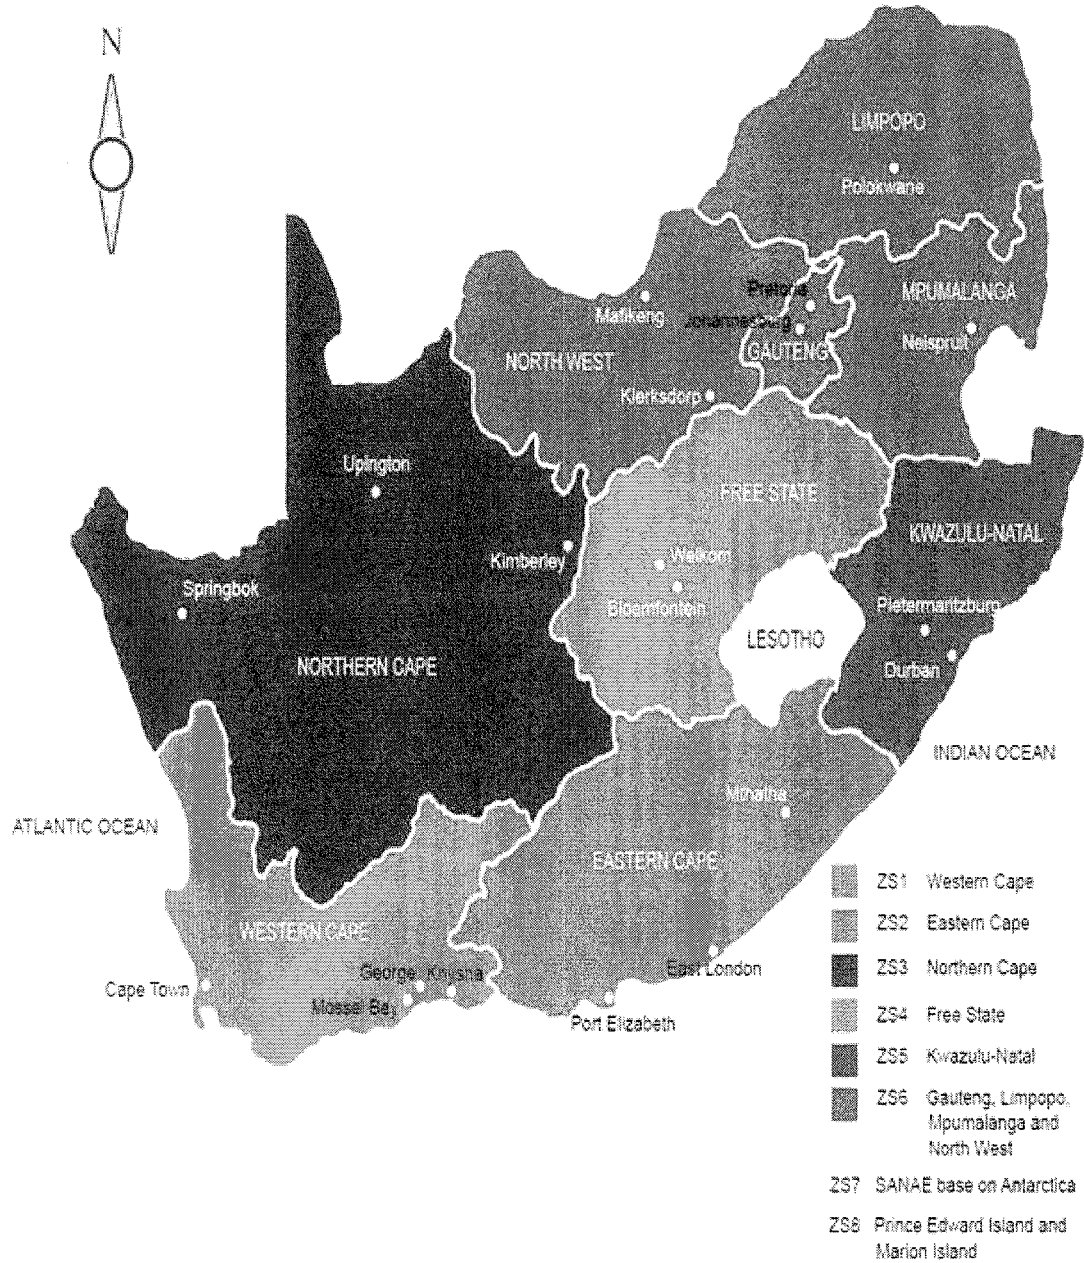 N
LIMPOPO
Polokwane
Pretoria
MPUMALANGA
Mafikeng
Johannesburg
Nelspruit
NORTH WEST
GAUTENG
Klerksdorp
Upington
FREE STATE
KWAZULU-NATAL
Kimberley
Welkom
Springbok
Bloemfontein
Pietermaritzburg
LESOTHO
NORTHERN CAPE
Durban
INDIAN OCEAN
Mthatha
ATLANTIC OCEAN
EASTERN CAPE
ZS1 Western Cape
ZS2 Eastern Cape
WESTERN CAPE
George Knysna
East London
ZS3 Northern Cape
Cape Town
Mossel Bay
Port Elizabeth
ZS4 Free State
ZS5 Kwazulu-Natal
ZS6 Gauteng, Limpopo,
Mpumalanga and
North West
ZS7 SANAE base on Antarctica
ZS8 Prince Edward Island and
Marion Island